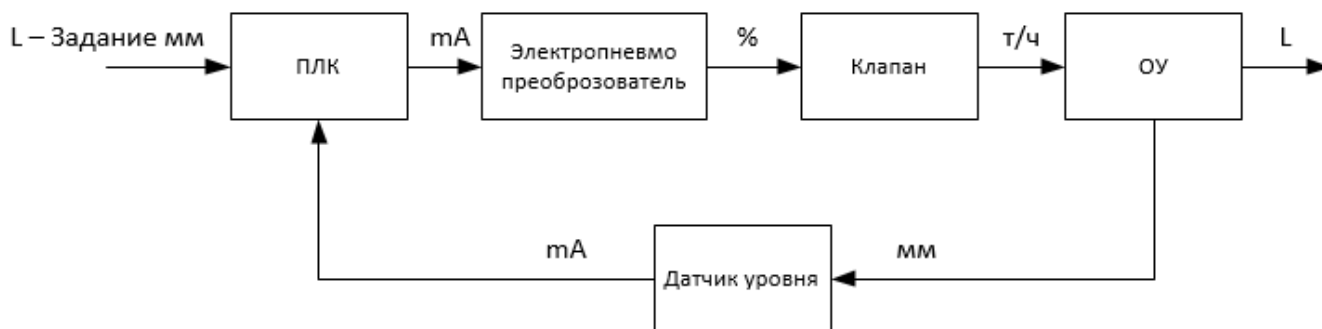 L – Задание мм
ПЛК
mA
Электропневмо
преоброзователь
%
Клапан
т/ч
ОУ
L
mA
Датчик уровня
мм